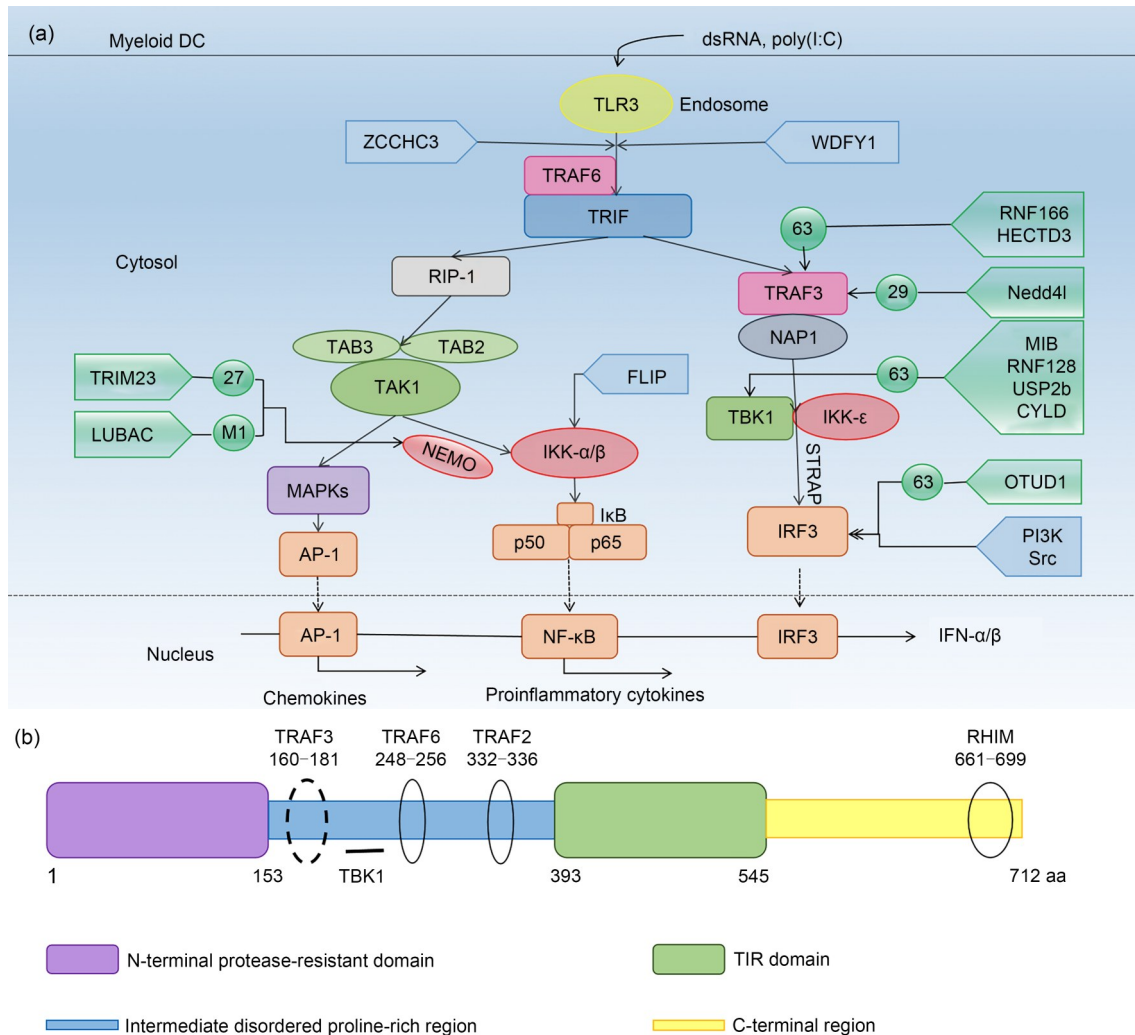 (a)
Myeloid DC
dsRNA, poly(I:C)
TLR3
Endosome
ZCCHC3
WDFY1
TRAF6
TRIF
63
RNF166
HECTD3
Cytosol
RIP-1
TRAF3
29
Nedd4l
NAP1
TAB3
TAB2
TAK1
MIB
RNF128
USP2b
CYLD
63
TRIM23
27
FLIP
TBK1
IKK-ε
LUBAC
M1
NEMO
IKK-α/β
STRAP
MAPKs
63
OTUD1
IκB
p50
p65
AP-1
IRF3
PI3K
Src
Nucleus
AP-1
NF-κB
IRF3
IFN-α/β
Chemokines
Proinflammatory cytokines
(b)
TRAF3
160–181
TRAF6
248–256
TRAF2
332–336
RHIM
661–699
1
153
TBK1
393
545
712 aa
N-terminal protease-resistant domain
TIR domain
Intermediate disordered proline-rich region
C-terminal region